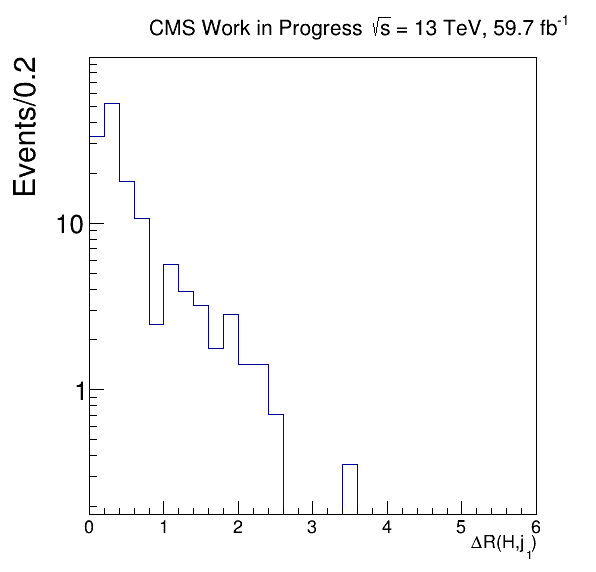 CMS Work in Progress √s = 13 TeV, 59.7 fb⁻¹
Events/0.2
10
1
0 1 2 3 4 5 6
ΔR(H,j₁)